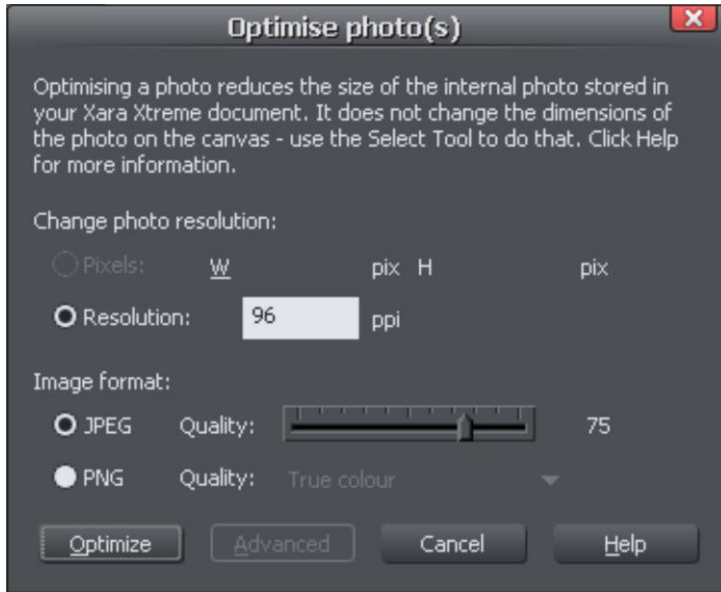 Optimise photo(s)
Optimising a photo reduces the size of the internal photo stored in
your Xara Xtreme document. It does not change the dimensions of
the photo on the canvas - use the Select Tool to do that. Click Help
for more information.
Change photo resolution:
Pixels: W pix H pix
Resolution: 96 ppi
Image format:
JPEG Quality: 75
PNG Quality: True colour
Optimize Advanced Cancel Help